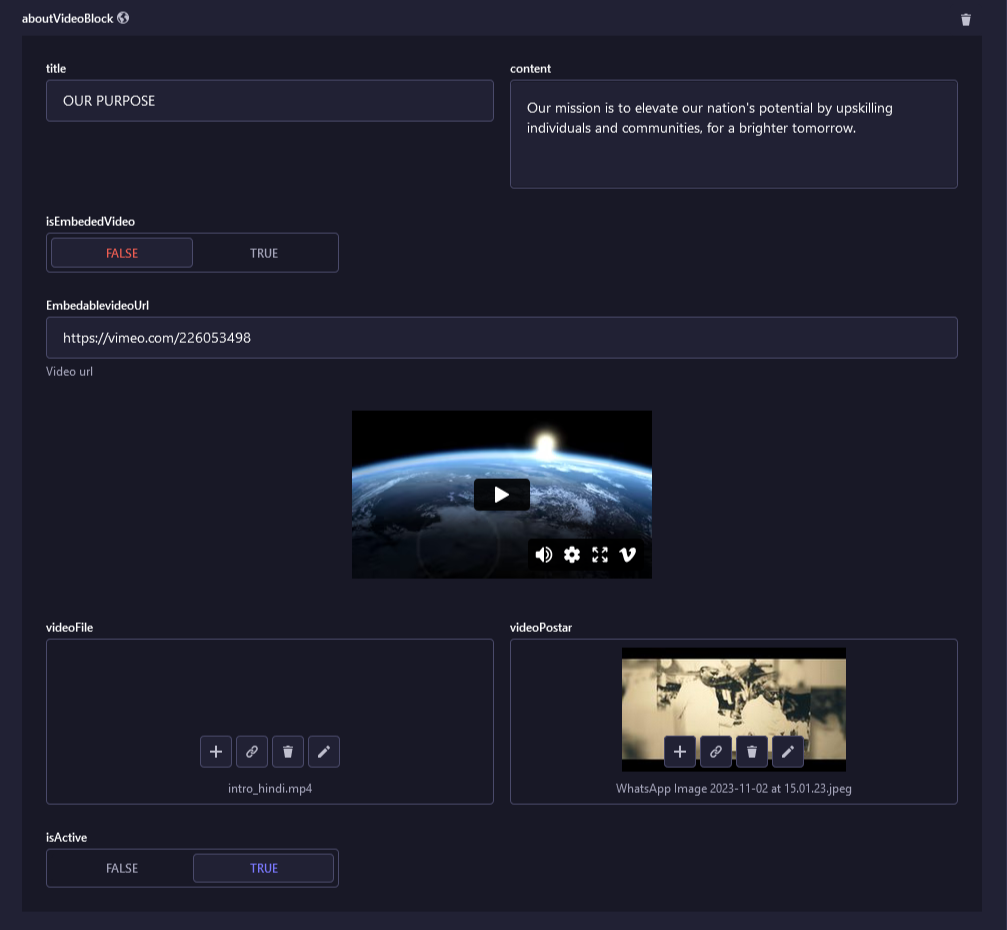 aboutVideoBlock
title
OUR PURPOSE
content
Our mission is to elevate our nation's potential by upskilling
individuals and communities, for a brighter tomorrow.
isEmbededVideo
FALSE TRUE
EmbedablevideoUrl
https://vimeo.com/226053498
Video url
videoFile
intro_hindi.mp4
videoPostar
WhatsApp Image 2023-11-02 at 15.01.23.jpeg
isActive
FALSE TRUE